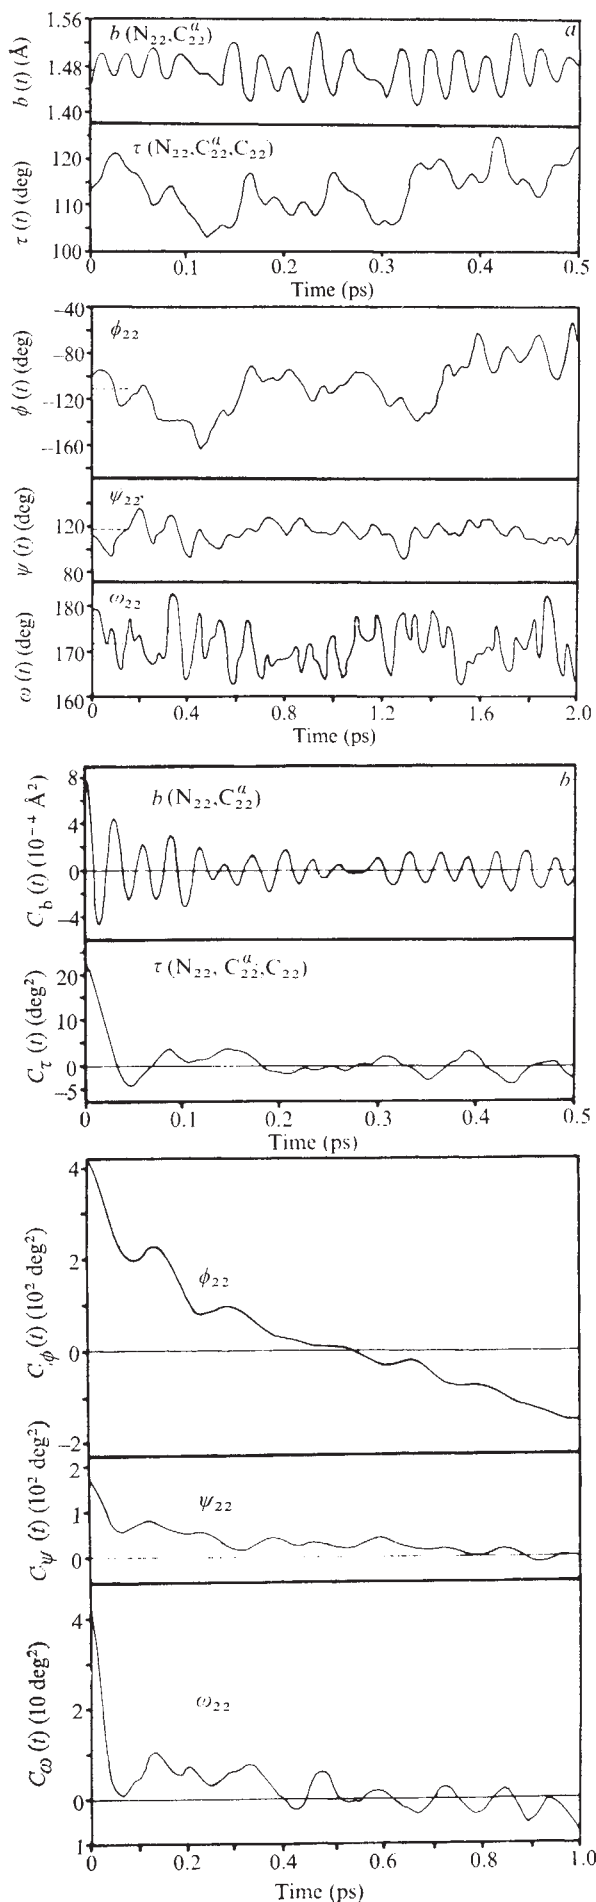 b (N22,Cα22)
a
b (t) (Å)
1.56
1.48
1.40
τ (N22,Cα22,C22)
τ (t) (deg)
120
110
100
0
0.1
0.2
0.3
0.4
0.5
Time (ps)
ϕ22
ϕ (t) (deg)
−40
−80
−120
−160
ψ22
ψ (t) (deg)
120
80
ω22
ω (t) (deg)
180
170
160
0
0.4
0.8
1.2
1.6
2.0
Time (ps)
b (N22,Cα22)
b
Cb (t) (10−4 Å2)
8
4
0
−4
τ (N22, Cα22,C22)
Cτ (t) (deg2)
20
10
0
−5
0
0.1
0.2
0.3
0.4
0.5
Time (ps)
ϕ22
Cϕ(t) (102 deg2)
4
2
0
−2
ψ22
Cψ (t) (102 deg2)
2
1
0
ω22
Cω (t) (10 deg2)
4
2
0
1
0
0.2
0.4
0.6
0.8
1.0
Time (ps)